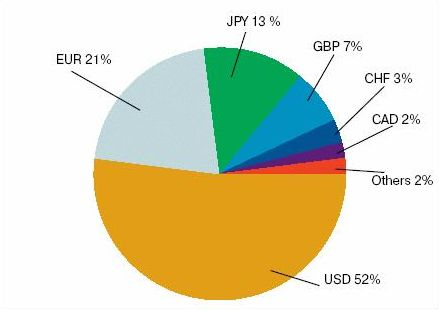 JPY 13 %
GBP 7%
EUR 21%
CHF 3%
CAD 2%
Others 2%
USD 52%